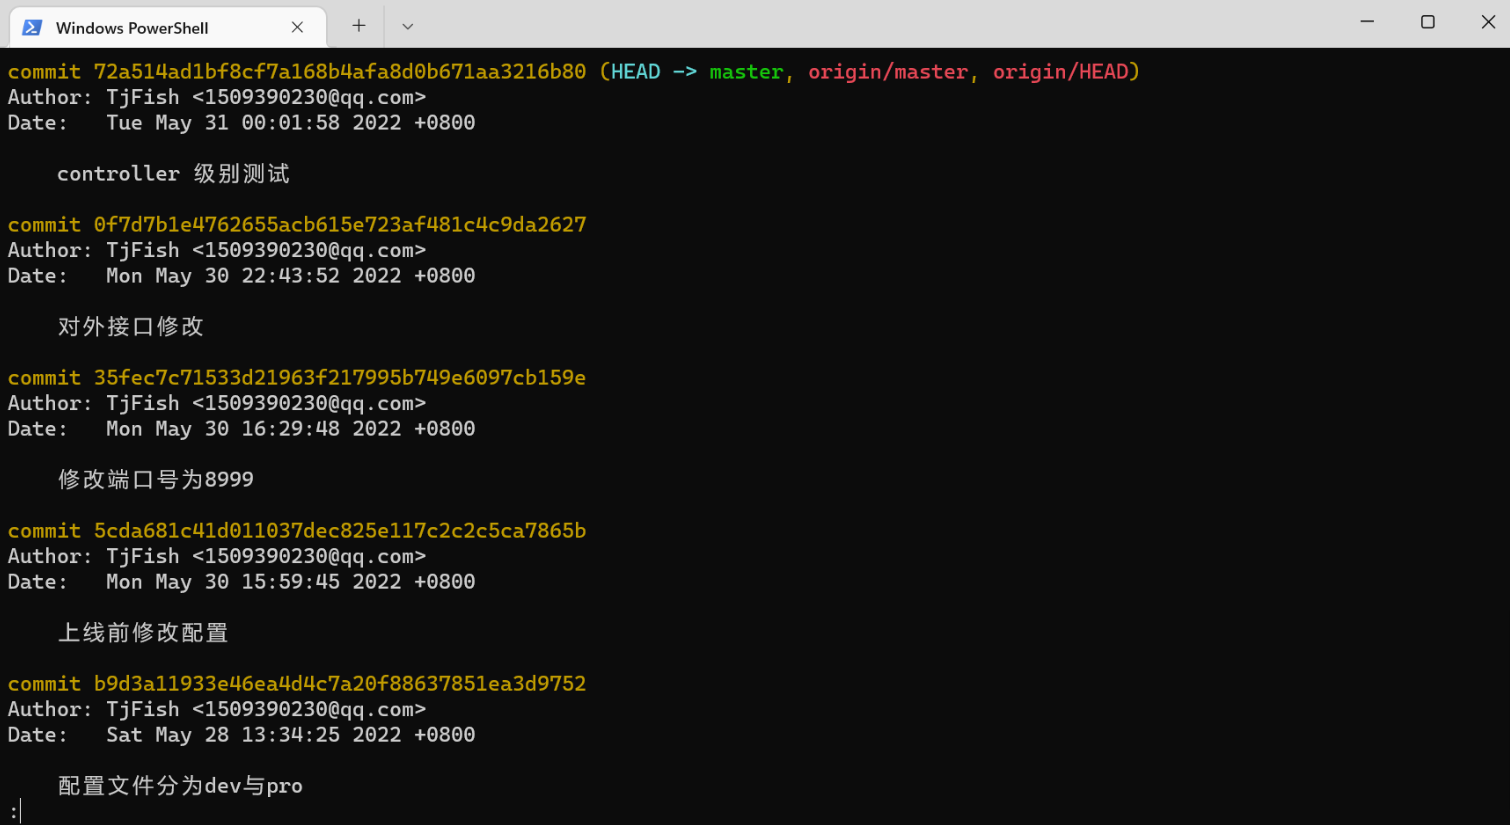 Windows PowerShell
commit 72a514ad1bf8cf7a168b4afa8d0b671aa3216b80 (HEAD -> master, origin/master, origin/HEAD)
Author: TjFish <1509390230@qq.com>
Date:   Tue May 31 00:01:58 2022 +0800
controller 级别测试
commit 0f7d7b1e4762655acb615e723af481c4c9da2627
Author: TjFish <1509390230@qq.com>
Date:   Mon May 30 22:43:52 2022 +0800
对外接口修改
commit 35fec7c71533d21963f217995b749e6097cb159e
Author: TjFish <1509390230@qq.com>
Date:   Mon May 30 16:29:48 2022 +0800
修改端口号为8999
commit 5cda681c41d011037dec825e117c2c2c5ca7865b
Author: TjFish <1509390230@qq.com>
Date:   Mon May 30 15:59:45 2022 +0800
上线前修改配置
commit b9d3a11933e46ea4d4c7a20f88637851ea3d9752
Author: TjFish <1509390230@qq.com>
Date:   Sat May 28 13:34:25 2022 +0800
配置文件分为dev与pro
: